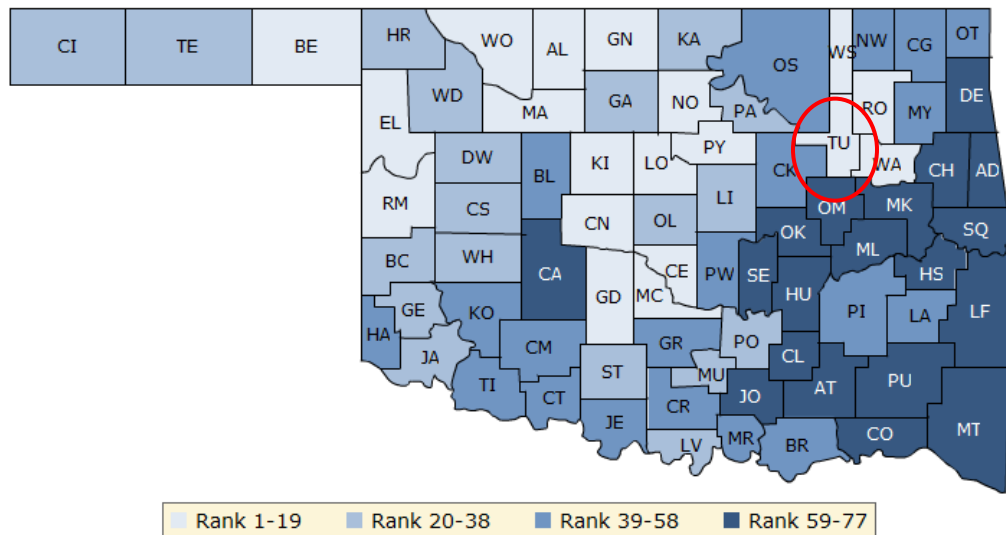 CI TE BE HR WO AL GN KA OS WS NW CG OT
WD MA GA NO PA TU RO MY DE
EL DW BL KI LO PY CK WA CH AD
RM CS CN OL LI OM MK SQ
BC WH CA GD MC CE PW SE OK ML HS
HA GE KO HU PI LA LF
JA CM GR PO CL
TI CT ST MU JO AT PU
JE CR MR BR CO MT
LV
Rank 1-19 Rank 20-38 Rank 39-58 Rank 59-77